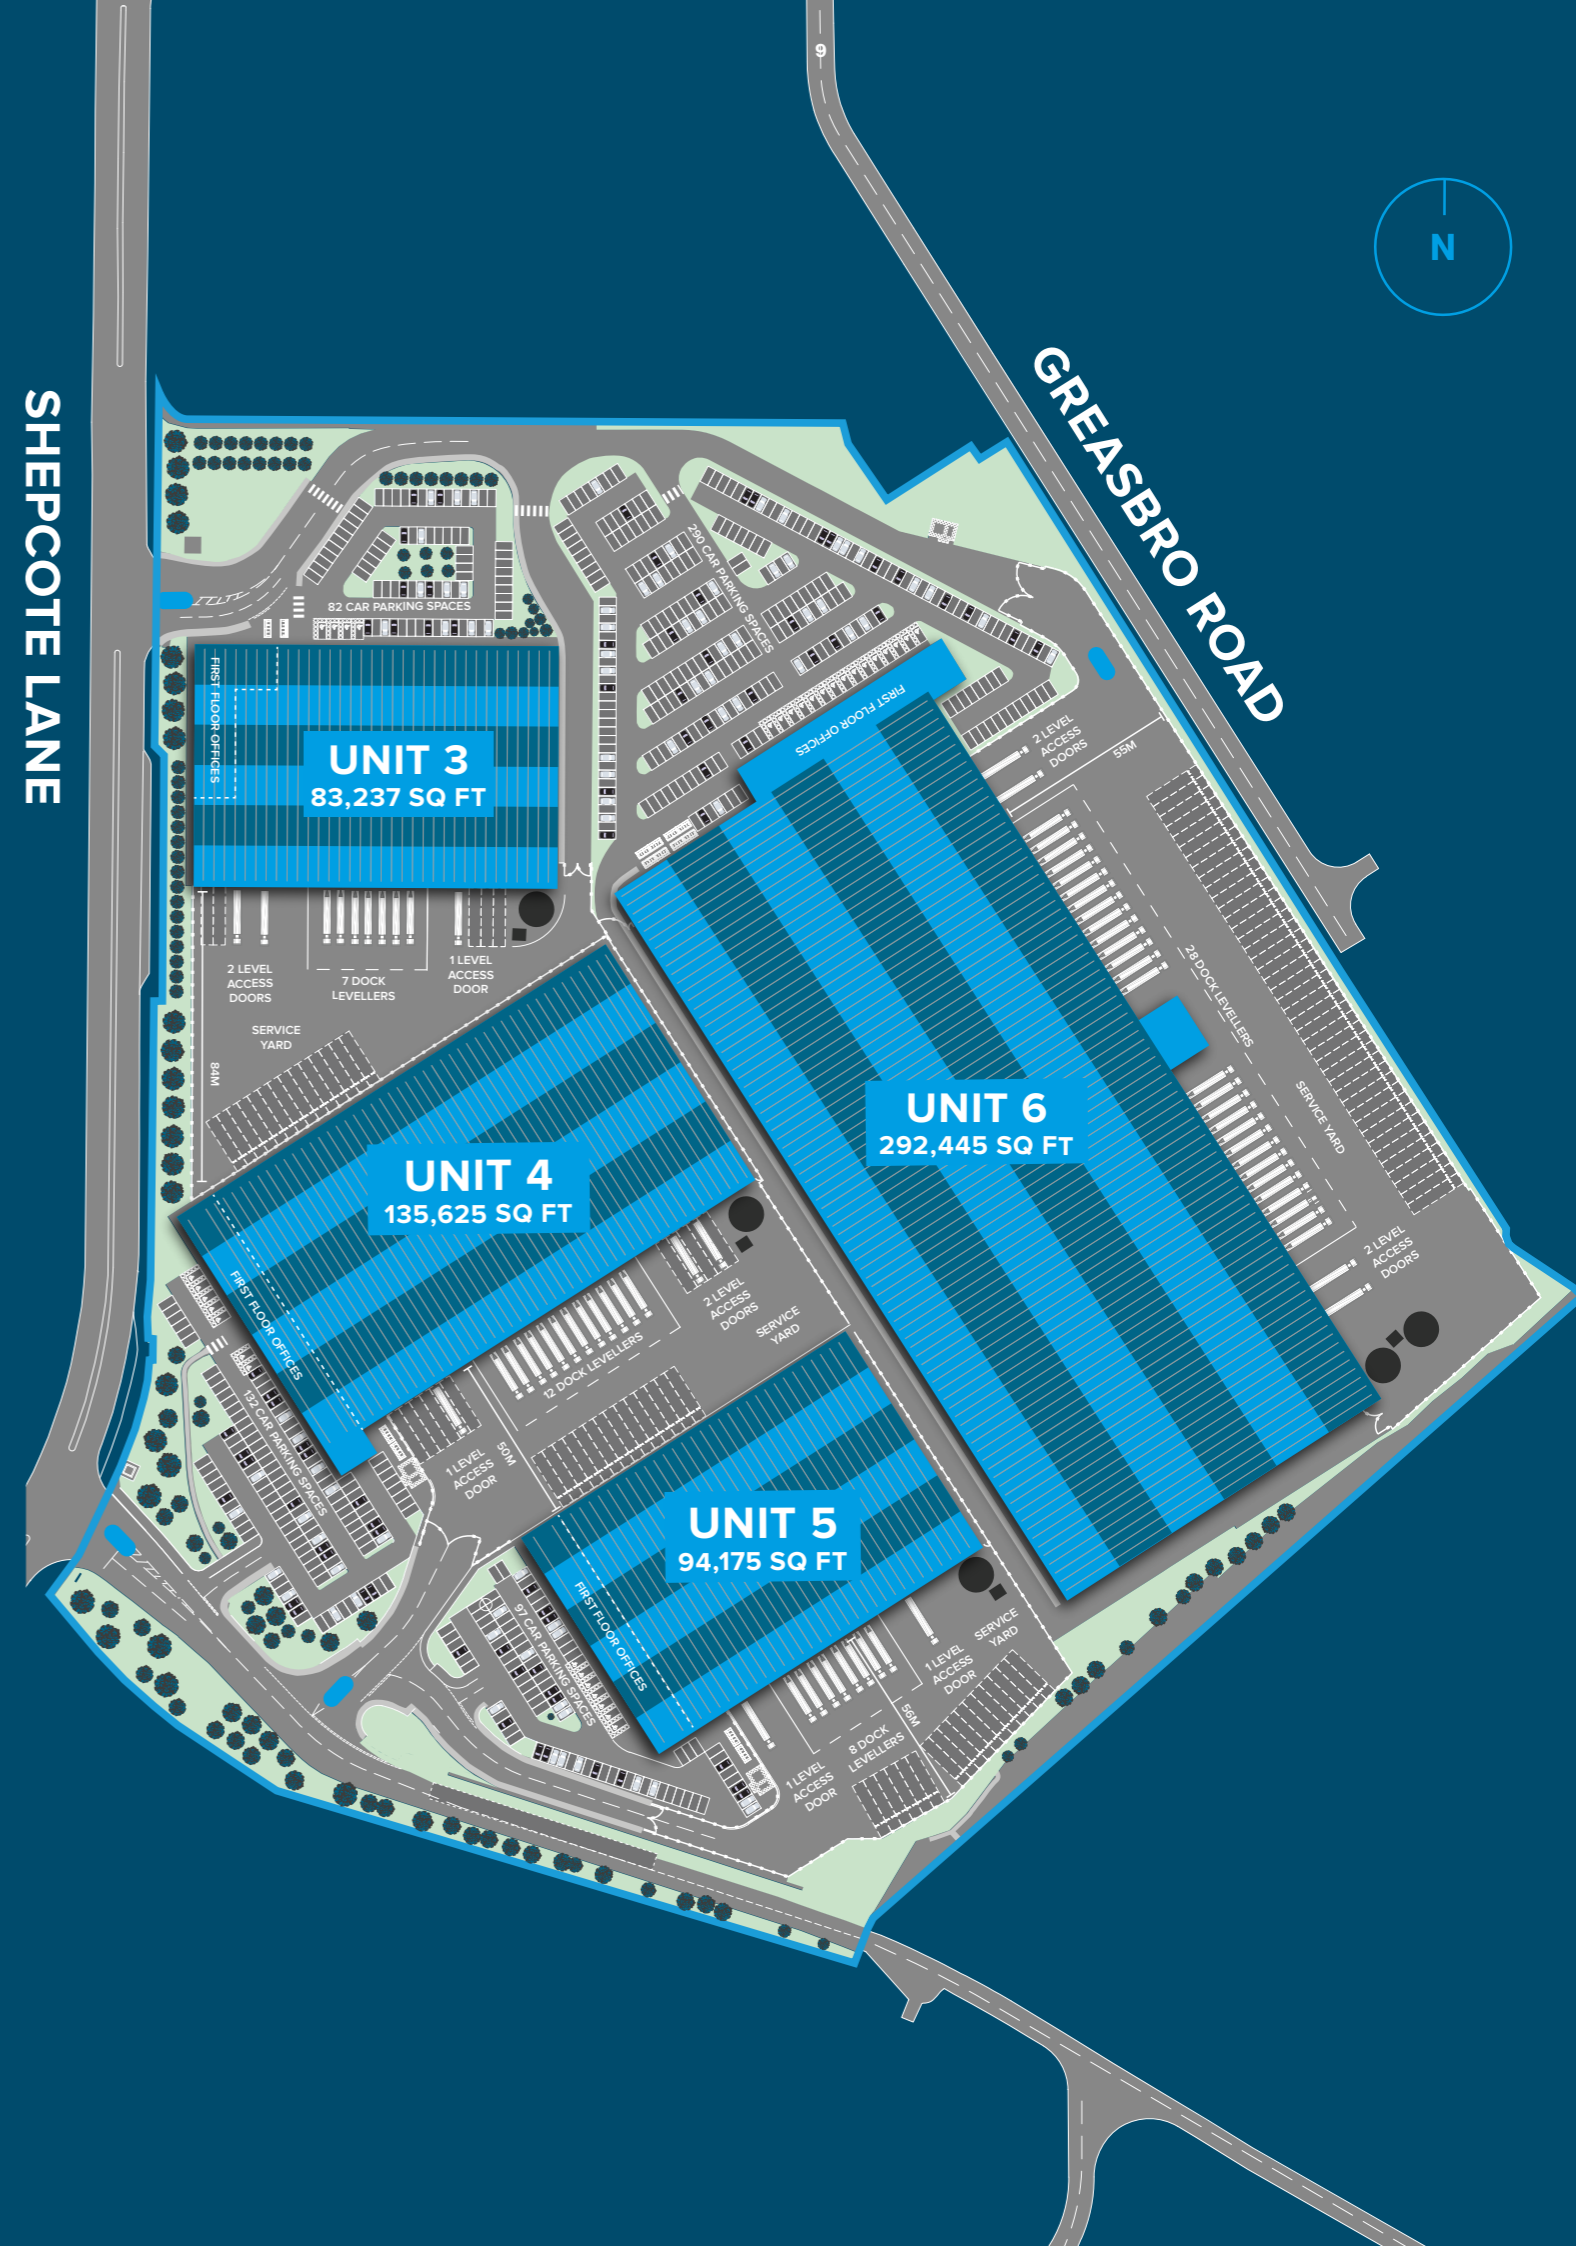 9
N
GREASBRO ROAD
SHEPCOTE LANE
290 CAR PARKING SPACES
82 CAR PARKING SPACES
FIRST FLOOR OFFICES
UNIT 3
83,237 SQ FT
FIRST FLOOR OFFICES
2 LEVEL
ACCESS
DOORS
55M
2 LEVEL
ACCESS
DOORS
7 DOCK
LEVELLERS
1 LEVEL
ACCESS
DOOR
SERVICE
YARD
84M
28 DOCK LEVELLERS
SERVICE YARD
UNIT 6
292,445 SQ FT
UNIT 4
135,625 SQ FT
FIRST FLOOR OFFICES
2 LEVEL
ACCESS
DOORS
2 LEVEL
ACCESS
DOORS
SERVICE
YARD
12 DOCK LEVELLERS
132 CAR PARKING SPACES
50M
1 LEVEL
ACCESS
DOOR
UNIT 5
94,175 SQ FT
FIRST FLOOR OFFICES
97 CAR PARKING SPACES
SERVICE
YARD
1 LEVEL
ACCESS
DOOR
56M
8 DOCK
LEVELLERS
1 LEVEL
ACCESS
DOOR